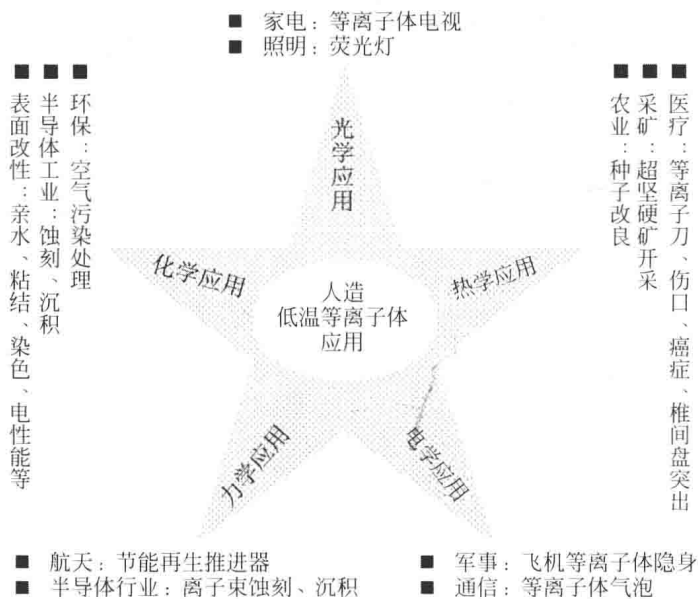 ■ 家电：等离子体电视
■ 照明：荧光灯
■ 环保：空气污染处理
■ 半导体工业：蚀刻、沉积
■ 表面改性：亲水、粘结、染色、电性能等
■ 医疗：等离子刀、伤口、癌症、椎间盘突出
■ 采矿：超坚硬矿开采
■ 农业：种子改良
光学应用
化学应用
热学应用
人造
低温等离子体
应用
力学应用
电学应用
■ 航天：节能再生推进器
■ 半导体行业：离子束蚀刻、沉积
■ 军事：飞机等离子体隐身
■ 通信：等离子体气泡